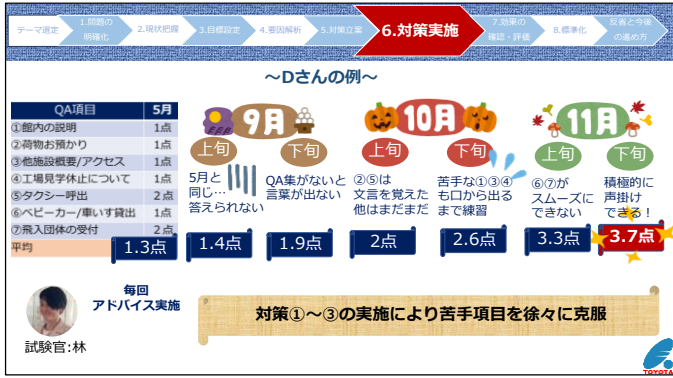 テーマ選定
1.問題の
明確化
2.現状把握
3.目標設定
4.要因解析
5.対策立案
6.対策実施
7.効果の
確認・評価
8.標準化
反省と今後
の進め方
～Dさんの例～
QA項目 5月
①館内の説明 1点
②荷物お預かり 1点
③他施設概要/アクセス 1点
④工場見学休止について 1点
⑤タクシー呼出 2点
⑥ベビーカー/車いす貸出 1点
⑦飛入団体の受付 2点
平均 1.3点
9月
上旬
5月と
同じ…
答えられない
1.4点
下旬
QA集がないと
言葉が出ない
1.9点
10月
上旬
②⑤は
文言を覚えた
他はまだまだ
2点
下旬
苦手な①③④
も口から出る
まで練習
2.6点
11月
上旬
⑥⑦が
スムーズに
できない
3.3点
下旬
積極的に
声掛け
できる！
3.7点
毎回
アドバイス実施
試験官:林
対策①～③の実施により苦手項目を徐々に克服
TOYOTA